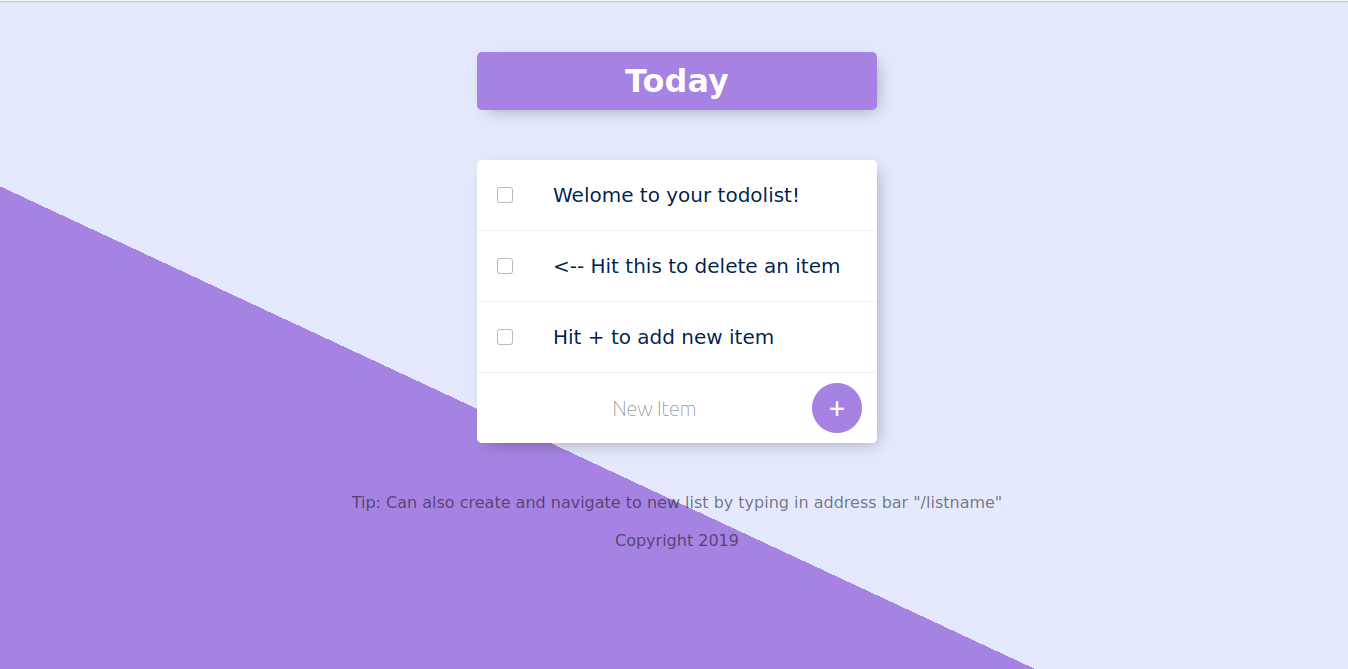 Today
Welome to your todolist!
<-- Hit this to delete an item
Hit + to add new item
New Item +
Tip: Can also create and navigate to new list by typing in address bar "/listname"
Copyright 2019